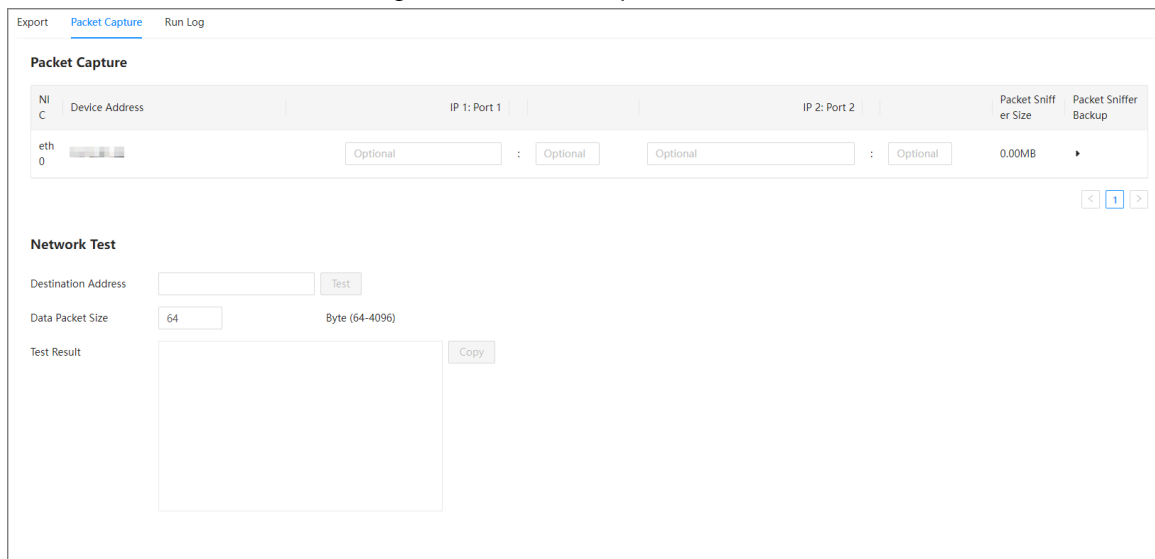 Export Packet Capture Run Log
Packet Capture
NI
C
Device Address
IP 1: Port 1
IP 2: Port 2
Packet Sniff
er Size
Packet Sniffer
Backup
eth
0
Optional : Optional Optional : Optional 0.00MB
< 1 >
Network Test
Destination Address Test
Data Packet Size 64 Byte (64-4096)
Test Result Copy